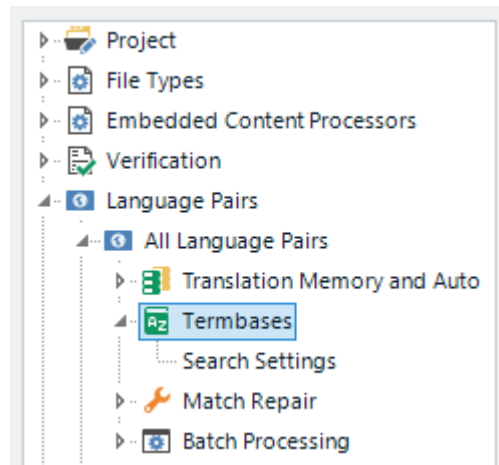 Project
File Types
Embedded Content Processors
Verification
Language Pairs
All Language Pairs
Translation Memory and Auto
AZ Termbases
Search Settings
Match Repair
Batch Processing